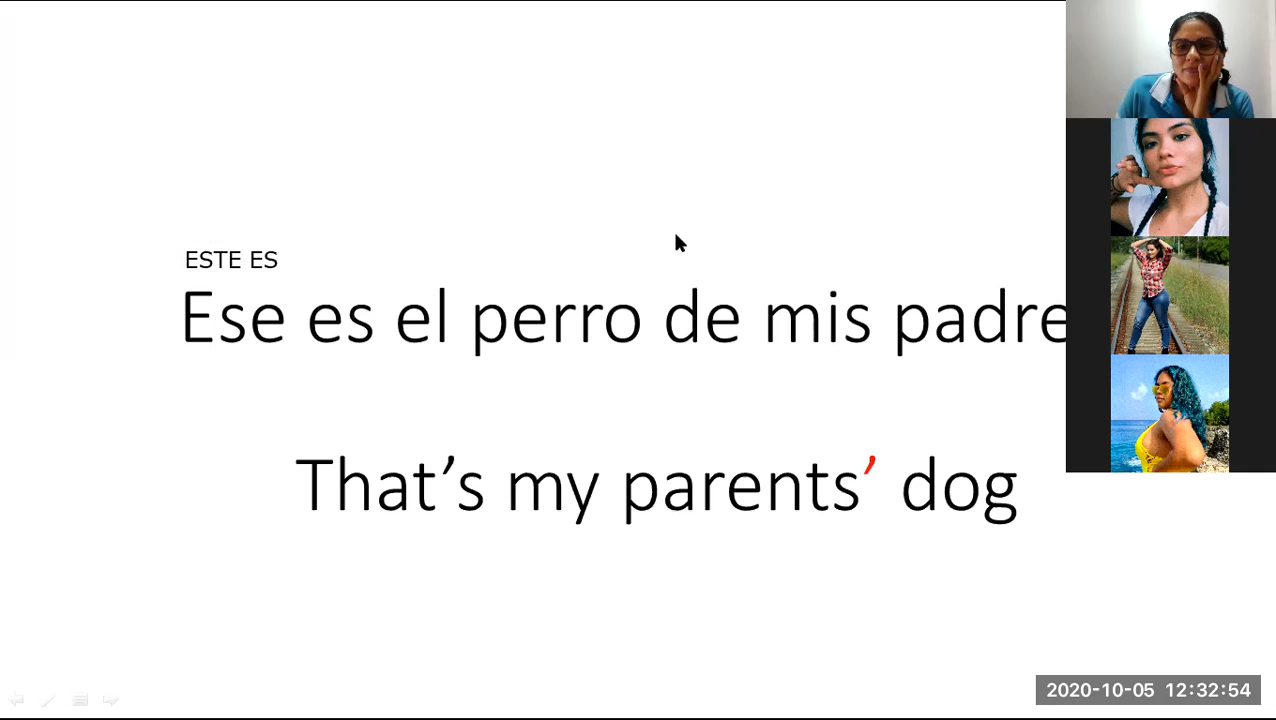 ESTE ES
Ese es el perro de mis padre
That’s my parents’ dog
2020-10-05 12:32:54